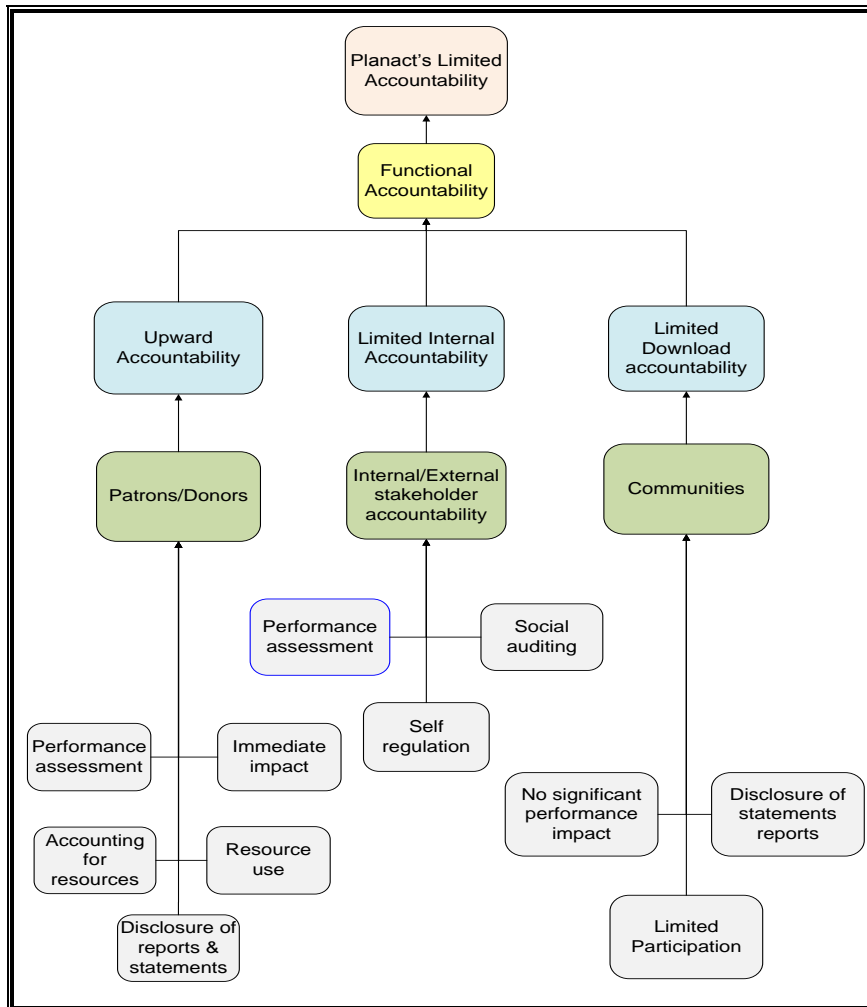 Planact's Limited
Accountability
Functional
Accountability
Upward
Accountability
Limited Internal
Accountability
Limited
Download
accountability
Patrons/Donors
Internal/External
stakeholder
accountability
Communities
Performance
assessment
Social
auditing
Self
regulation
Performance
assessment
Immediate
impact
No significant
performance
impact
Disclosure of
statements
reports
Accounting
for
resources
Resource
use
Disclosure of
reports &
statements
Limited
Participation